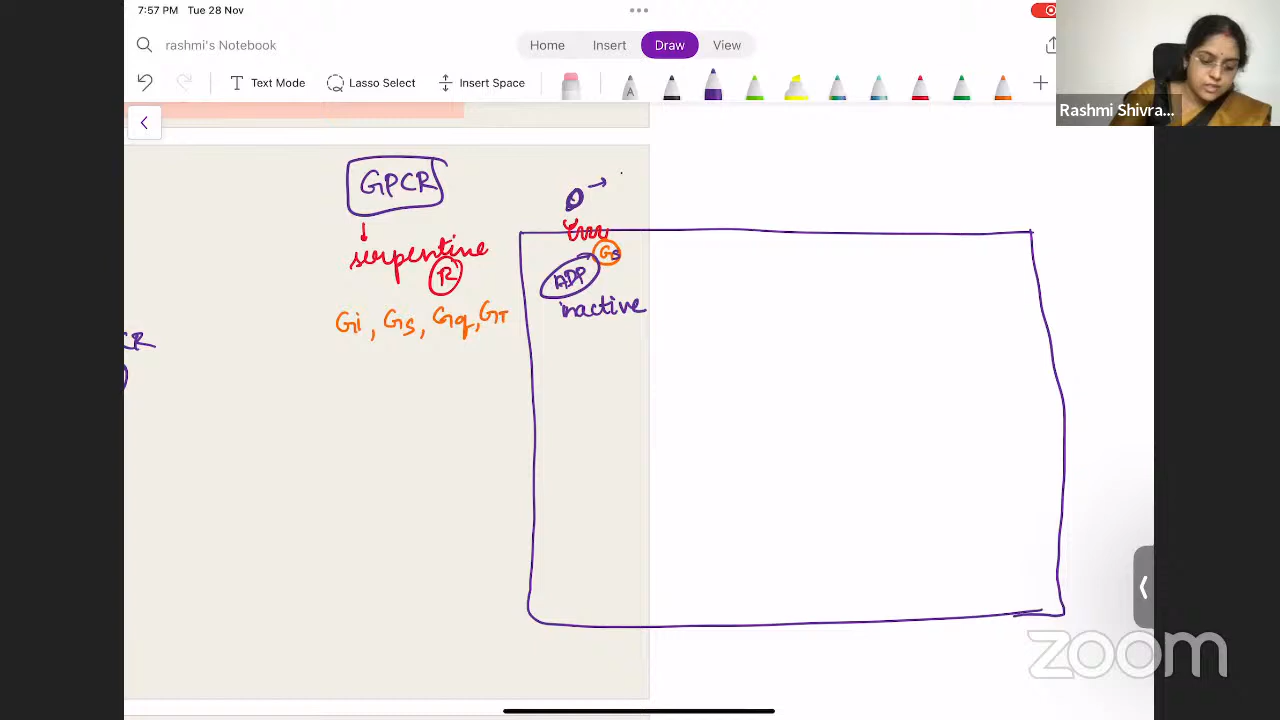 7:57 PM Tue 28 Nov
rashmi's Notebook
Home Insert Draw View
Text Mode Lasso Select Insert Space
A
Rashmi Shivra...
GPCR
serpentine
R
Gi, Gs, Gq, GT
Gs
ADP
inactive
CR
zoom